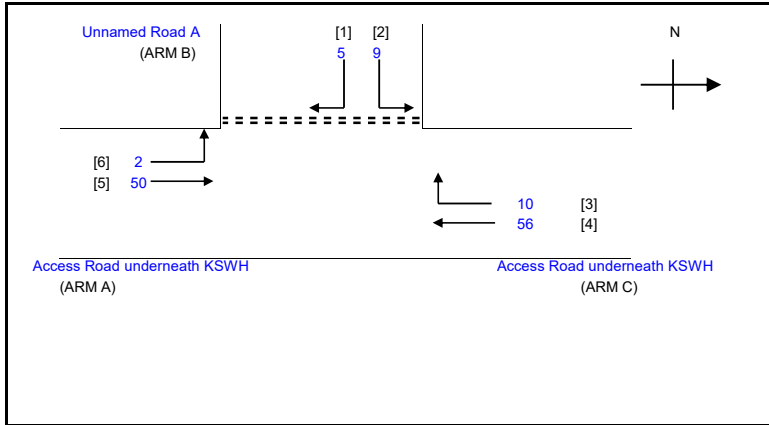 Unnamed Road A [1] [2] N
(ARM B) 5 9
[6] 2
[5] 50
10 [3]
56 [4]
Access Road underneath KSWH Access Road underneath KSWH
(ARM A) (ARM C)